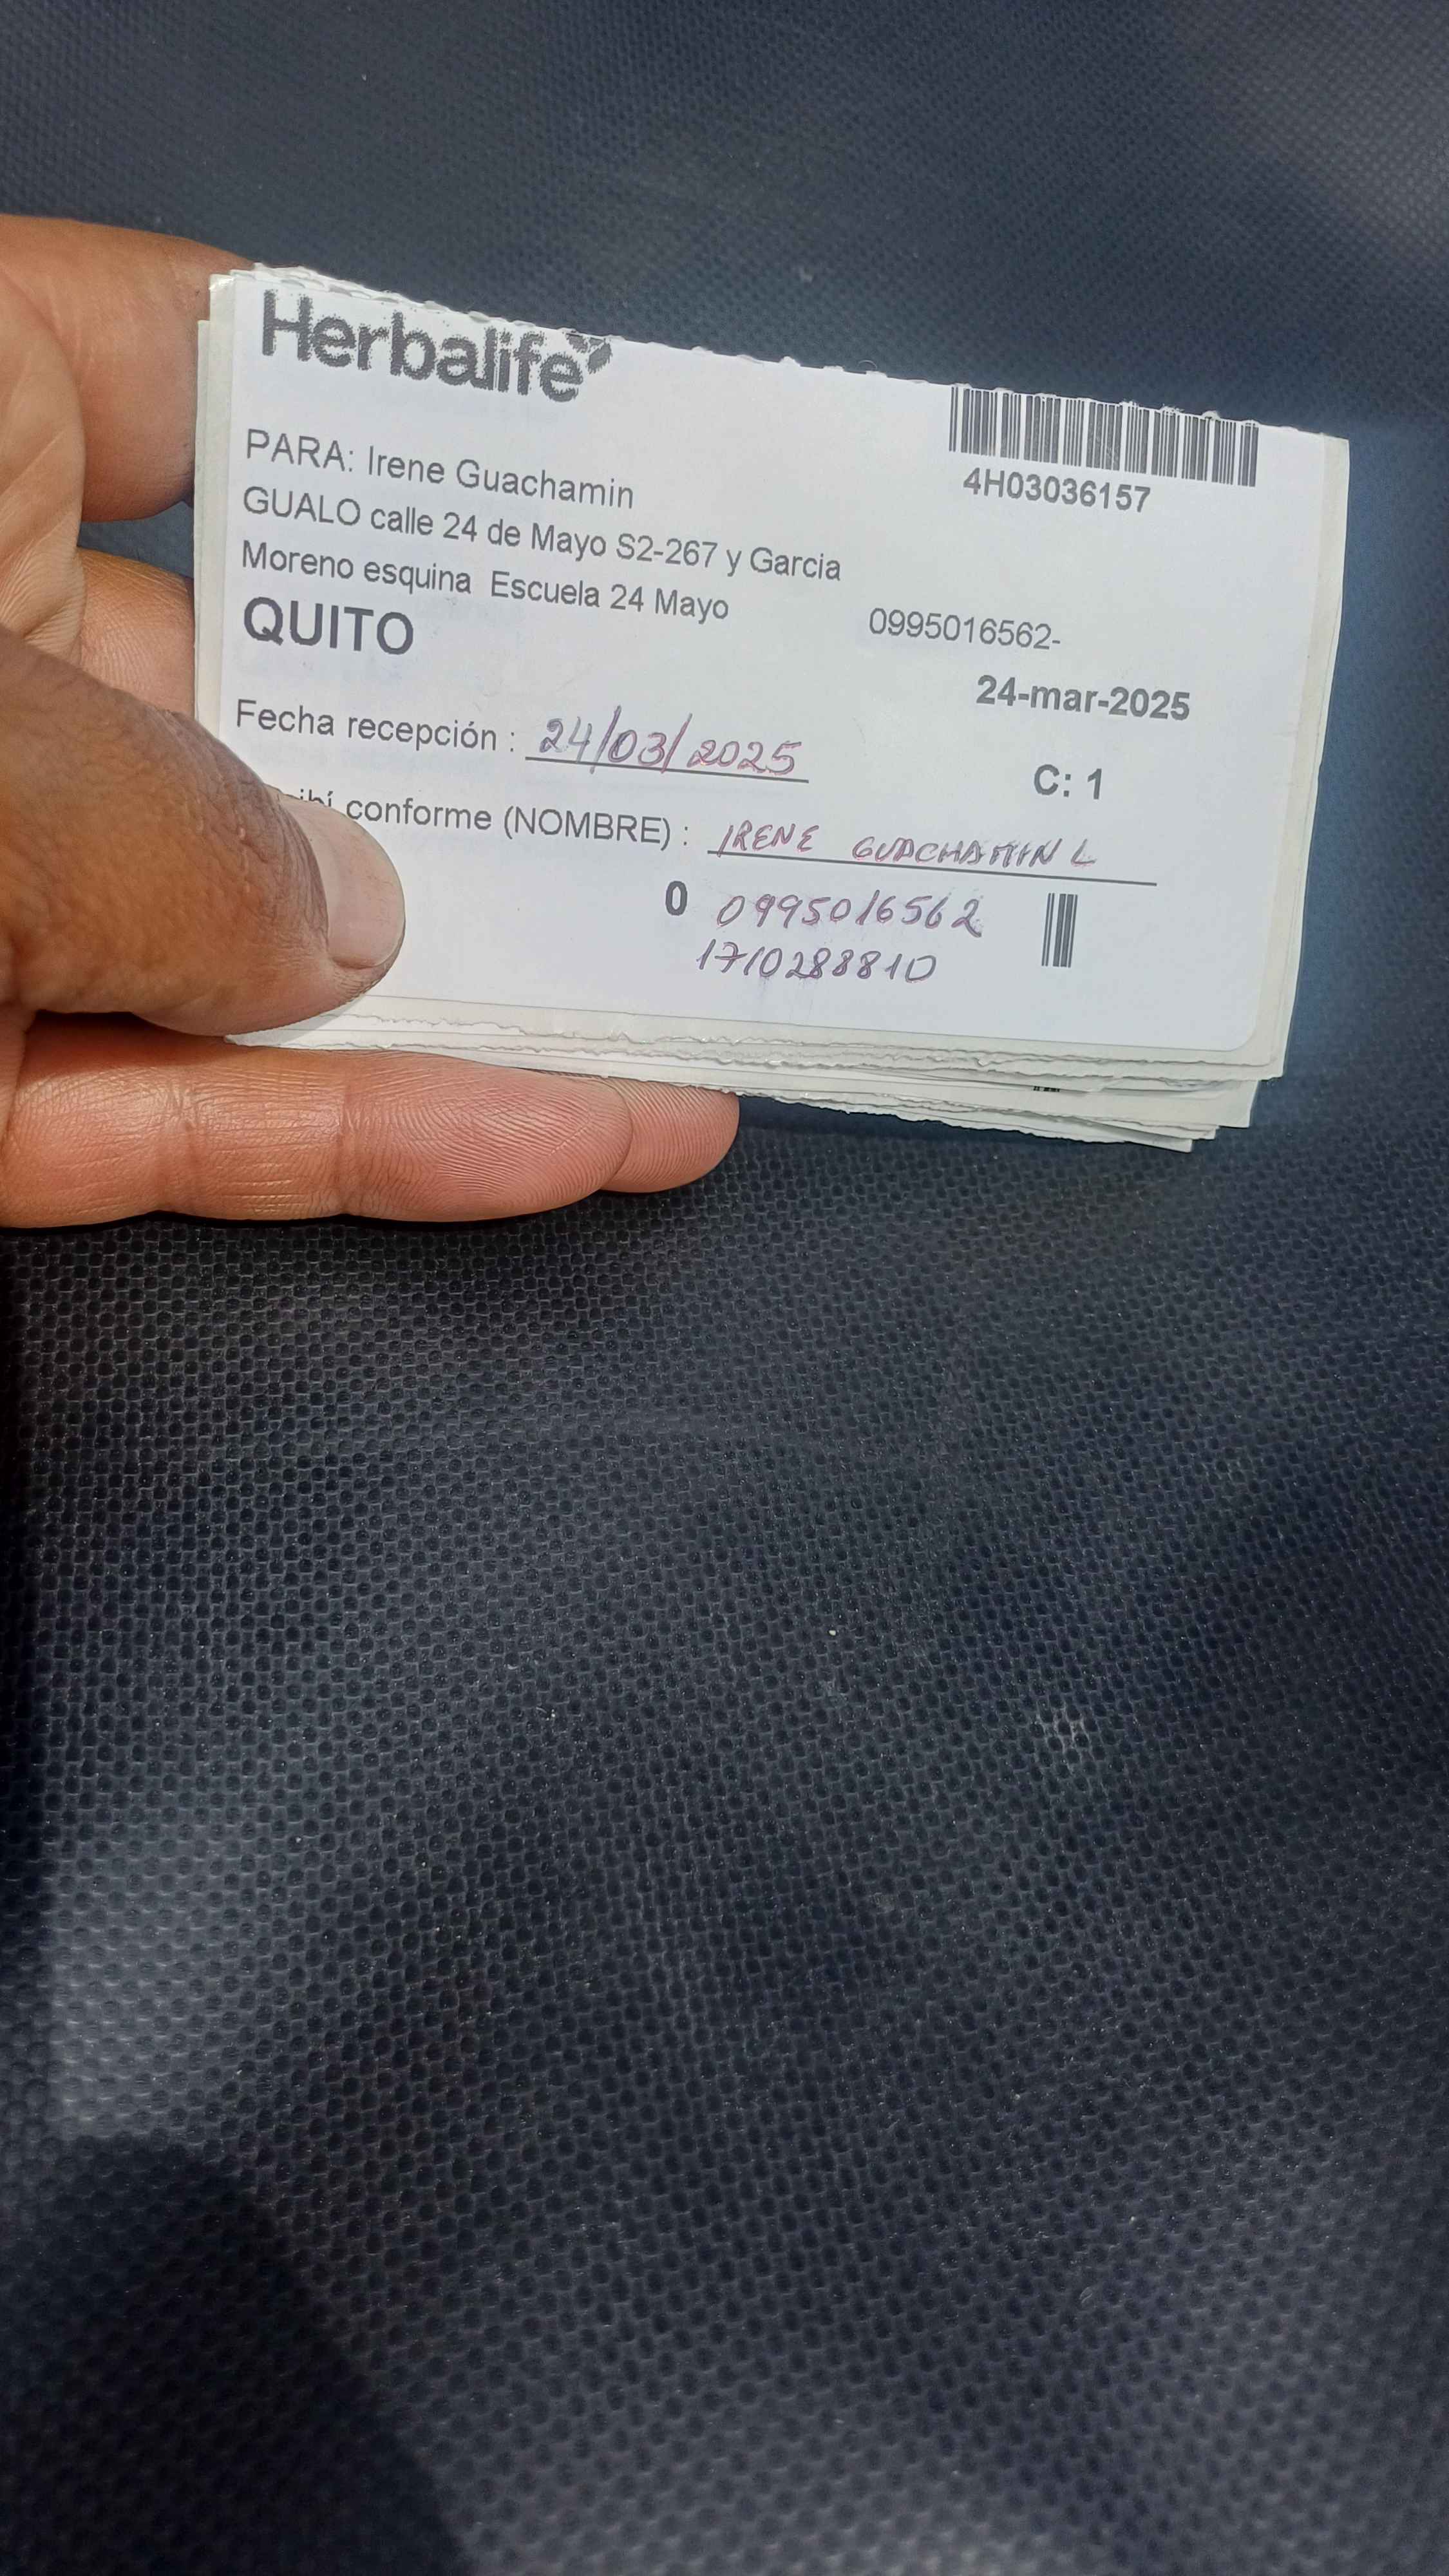 Herbalife
4H03036157
PARA: Irene Guachamin
GUALO calle 24 de Mayo S2-267 y Garcia
Moreno esquina Escuela 24 Mayo
0995016562-
QUITO
24-mar-2025
Fecha recepción : 24/03/2025
C: 1
conforme (NOMBRE) : IRENE GUACHAMIN L
0 0995016562
1710288810